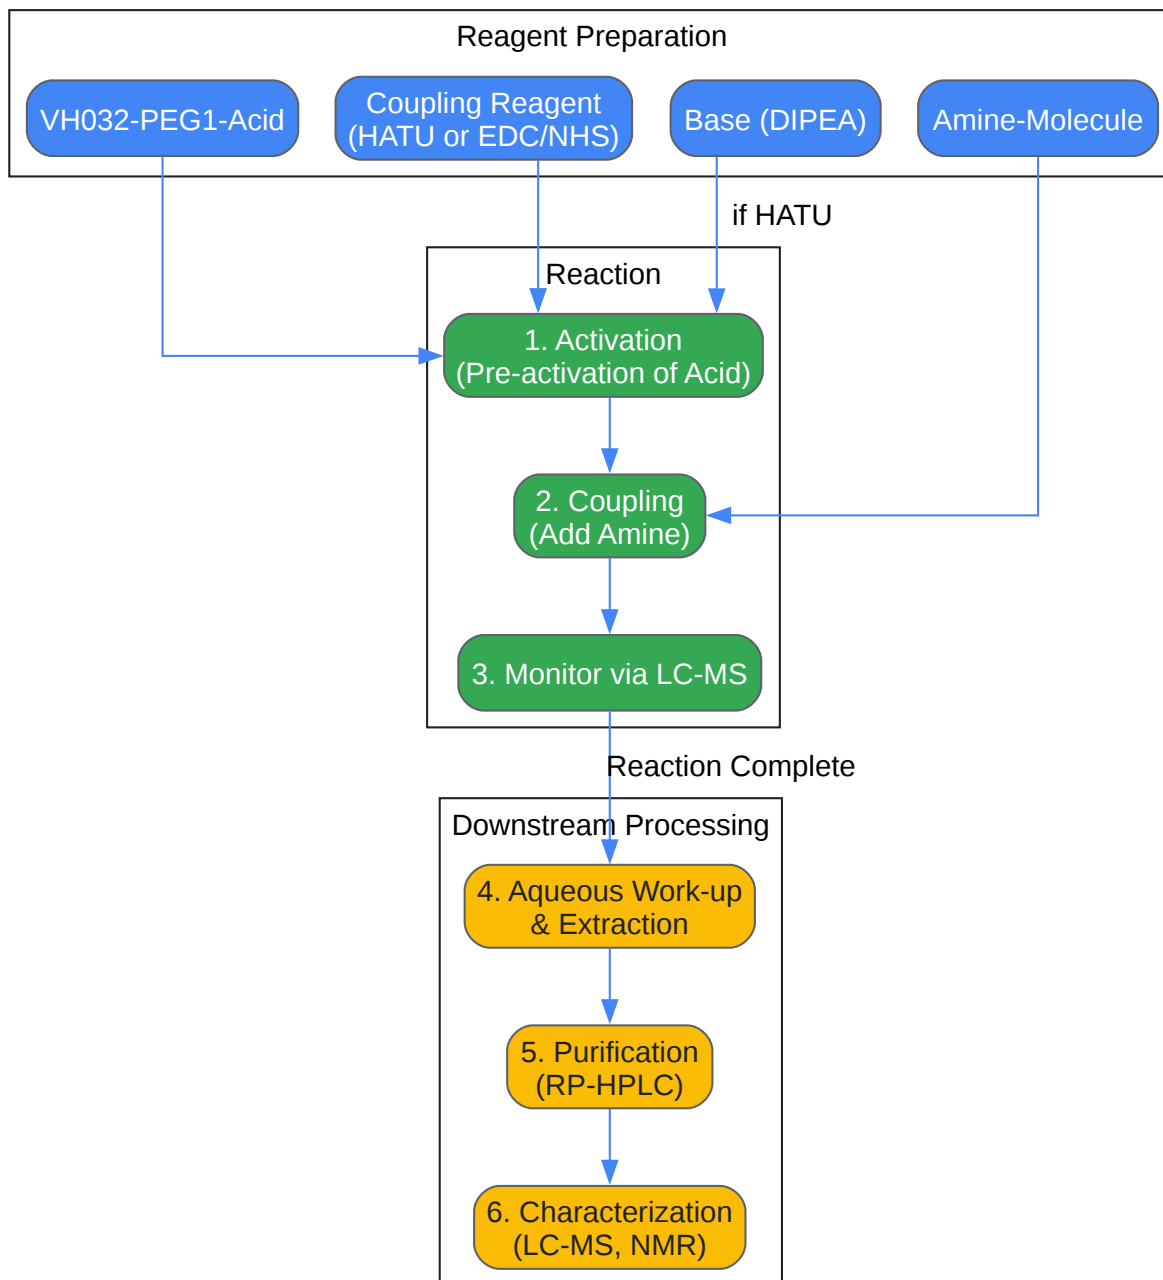 Reagent Preparation
VH032-PEG1-Acid
Coupling Reagent
(HATU or EDC/NHS)
Base (DIPEA)
Amine-Molecule
if HATU
Reaction
1. Activation
(Pre-activation of Acid)
2. Coupling
(Add Amine)
3. Monitor via LC-MS
Reaction Complete
Downstream Processing
4. Aqueous Work-up
& Extraction
5. Purification
(RP-HPLC)
6. Characterization
(LC-MS, NMR)